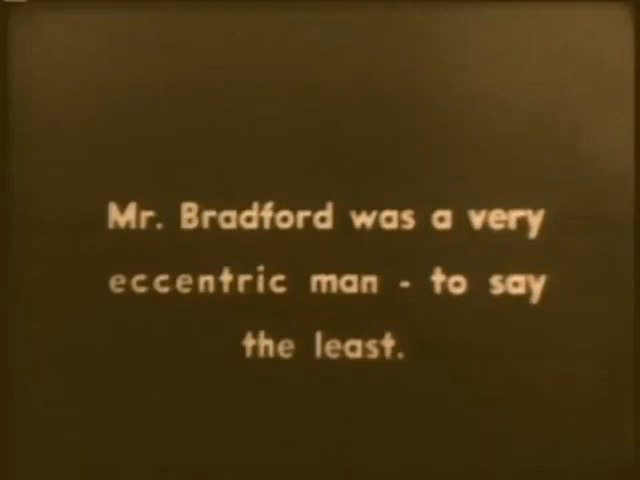 Mr. Bradford was a very
eccentric man - to say
the least.